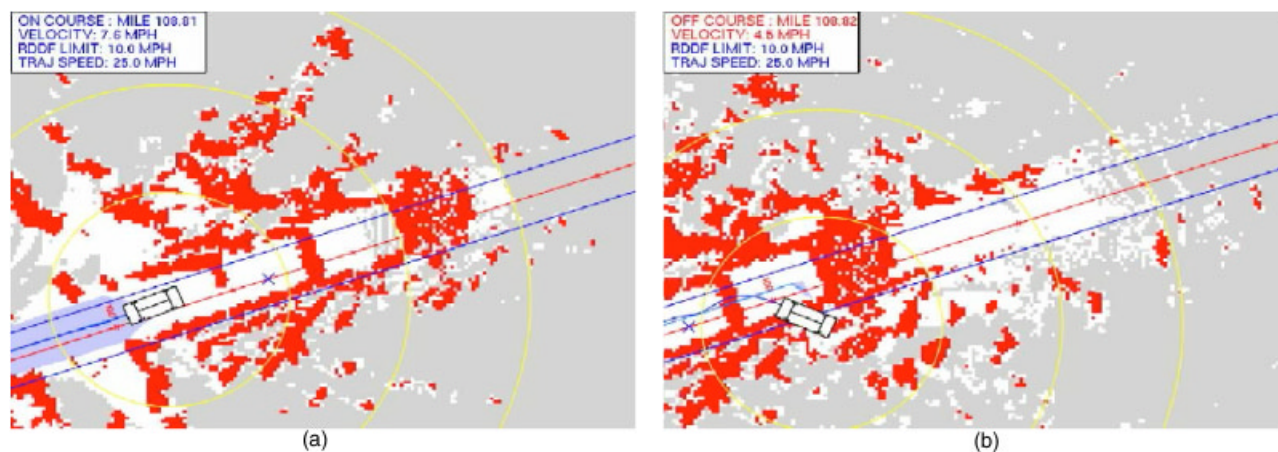 ON COURSE : MILE 108.81
VELOCITY: 7.6 MPH
RDDF LIMIT: 10.0 MPH
TRAJ SPEED: 25.0 MPH
(a)
OFF COURSE : MILE 108.82
VELOCITY: 4.5 MPH
RDDF LIMIT: 10.0 MPH
TRAJ SPEED: 25.0 MPH
(b)